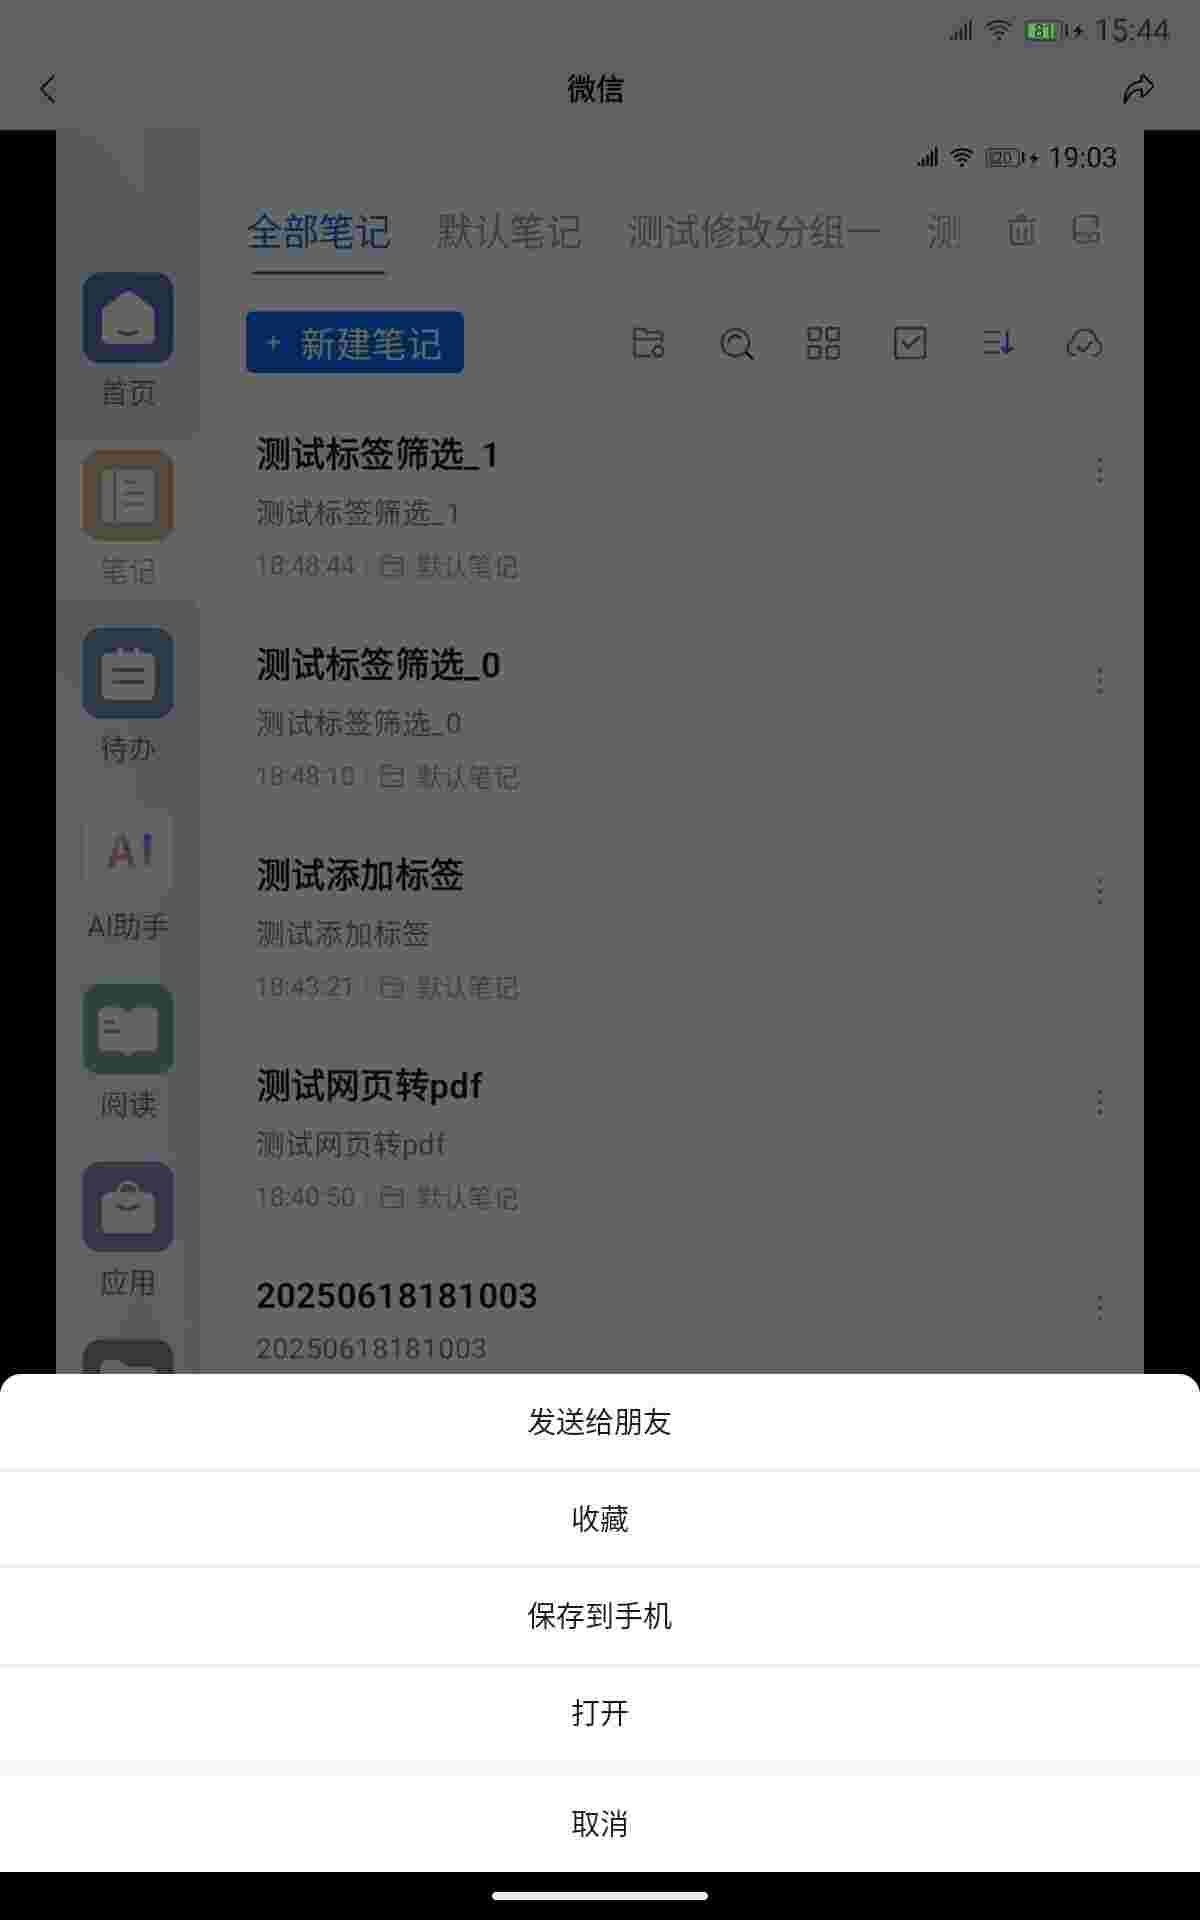 81 15:44
微信
20 19:03
全部笔记 默认笔记 测试修改分组一 测
+ 新建笔记
首页
测试标签筛选_1
测试标签筛选_1
18:48:44 默认笔记
笔记
测试标签筛选_0
测试标签筛选_0
18:48:10 默认笔记
待办
测试添加标签
测试添加标签
18:43:21 默认笔记
AI
AI助手
测试网页转pdf
测试网页转pdf
18:40:50 默认笔记
阅读
应用
20250618181003
20250618181003
发送给朋友
收藏
保存到手机
打开
取消